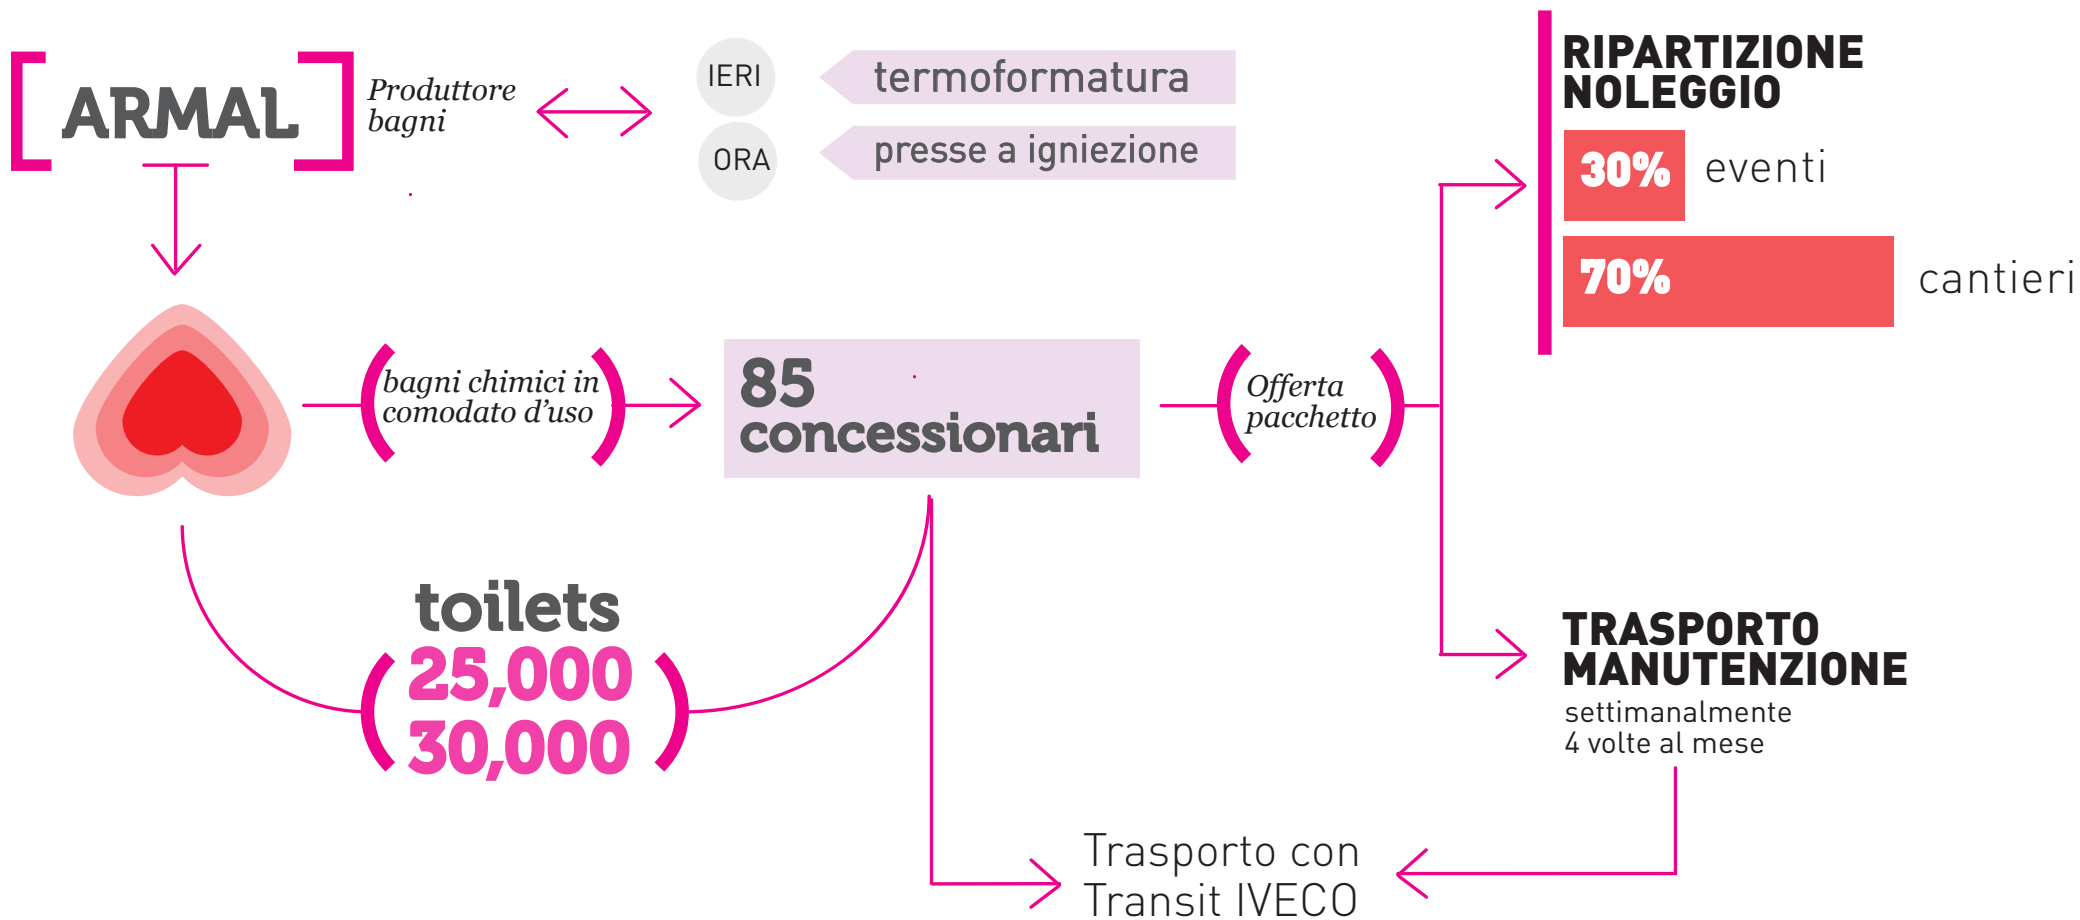 ARMAL
Produttore
bagni
IERI
termoformatura
ORA
presse a igniezione
RIPARTIZIONE
NOLEGGIO
30% eventi
70% cantieri
bagni chimici in
comodato d'uso
85
concessionari
Offerta
pacchetto
toilets
25,000
30,000
TRASPORTO
MANUTENZIONE
settimanalmente
4 volte al mese
Trasporto con
Transit IVECO